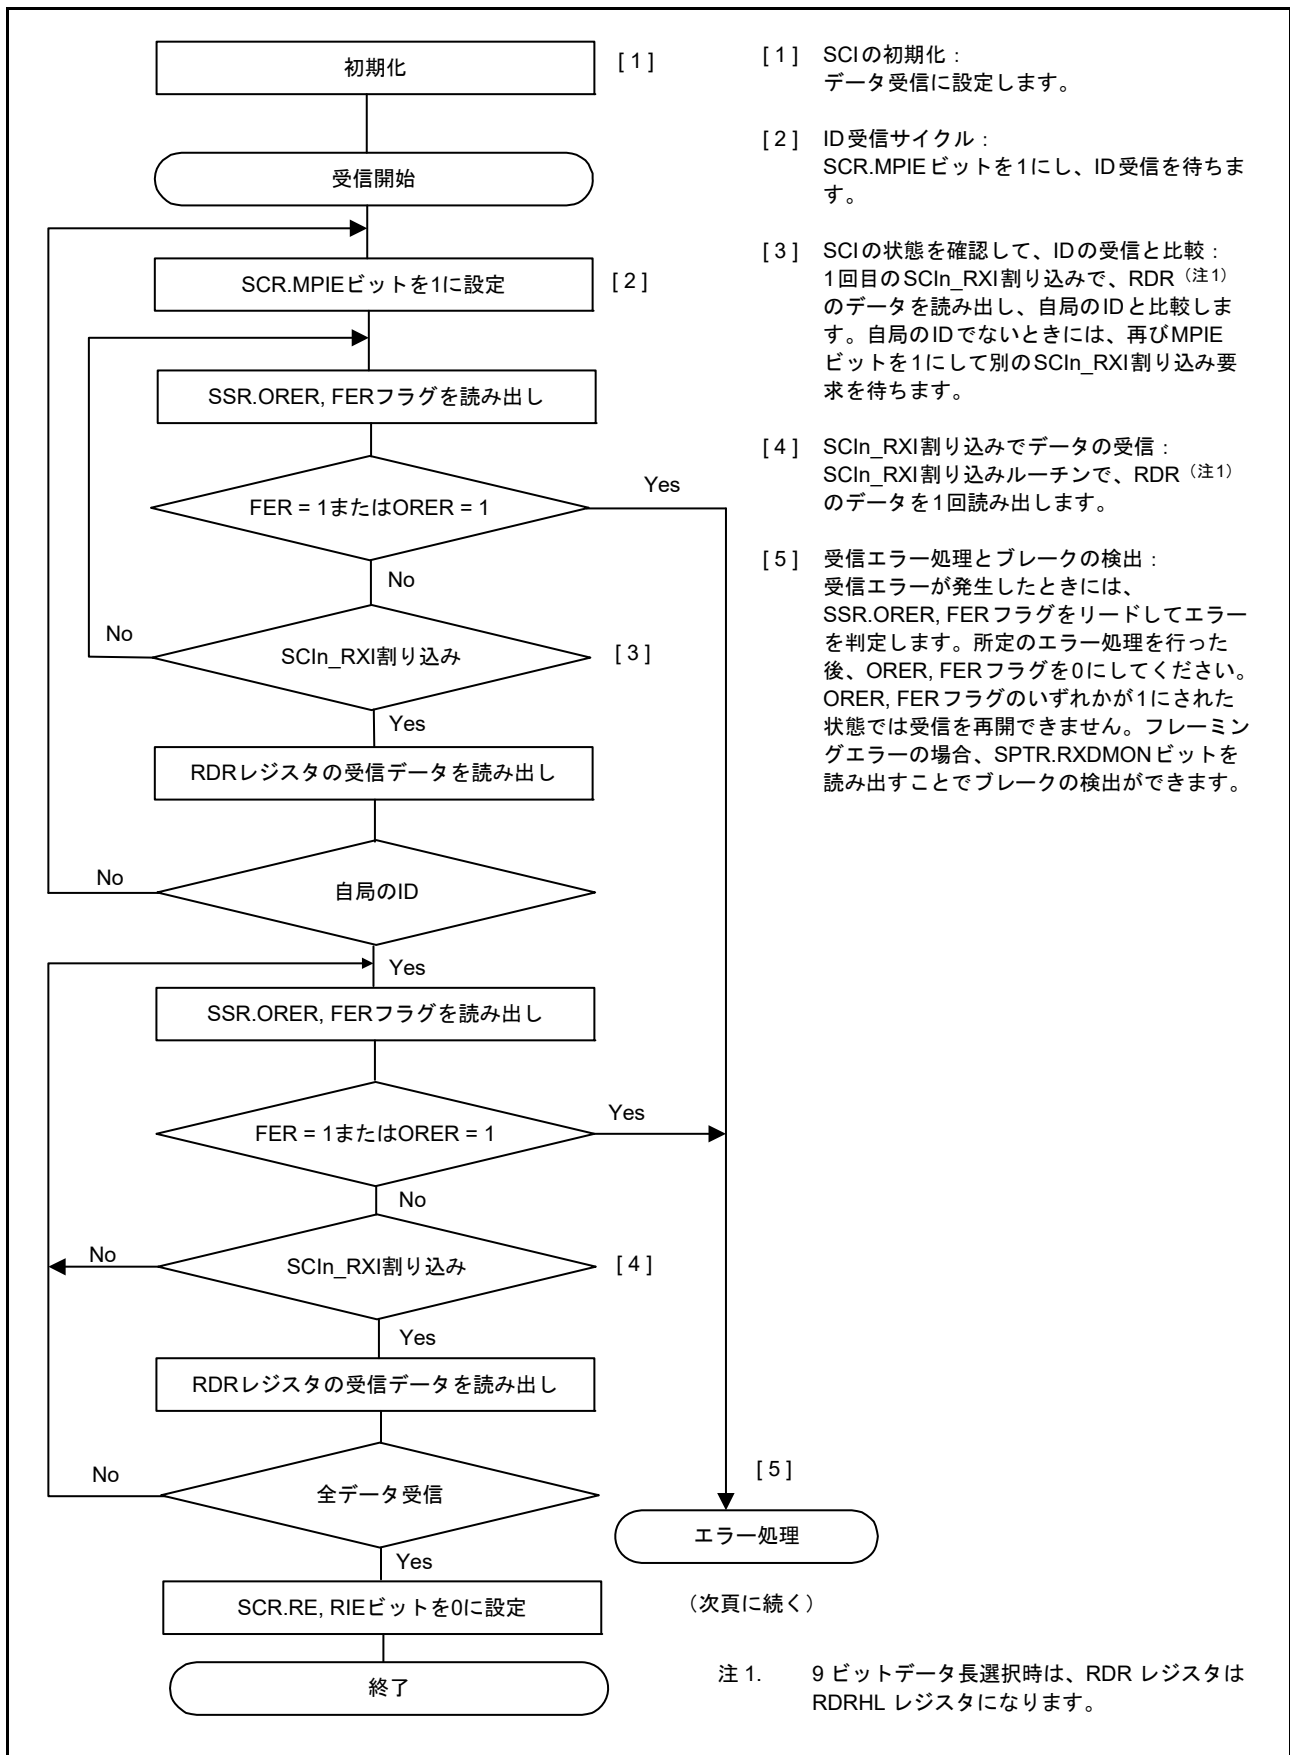 初期化
[ 1 ]
受信開始
SCR.MPIEビットを1に設定
[ 2 ]
SSR.ORER, FERフラグを読み出し
FER = 1またはORER = 1
Yes
No
SCIn_RXI割り込み
[ 3 ]
No
Yes
RDRレジスタの受信データを読み出し
自局のID
No
Yes
SSR.ORER, FERフラグを読み出し
FER = 1またはORER = 1
Yes
No
SCIn_RXI割り込み
[ 4 ]
No
Yes
RDRレジスタの受信データを読み出し
全データ受信
No
Yes
SCR.RE, RIEビットを0に設定
終了
[ 5 ]
エラー処理
（次頁に続く）
[ 1 ] SCIの初期化：
データ受信に設定します。
[ 2 ] ID受信サイクル：
SCR.MPIEビットを1にし、ID受信を待ちま
す。
[ 3 ] SCIの状態を確認して、IDの受信と比較：
1回目のSCIn_RXI割り込みで、RDR（注1）
のデータを読み出し、自局のIDと比較しま
す。自局のIDでないときには、再びMPIE
ビットを1にして別のSCIn_RXI割り込み要
求を待ちます。
[ 4 ] SCIn_RXI割り込みでデータの受信：
SCIn_RXI割り込みルーチンで、RDR（注1）
のデータを1回読み出します。
[ 5 ] 受信エラー処理とブレークの検出：
受信エラーが発生したときには、
SSR.ORER, FERフラグをリードしてエラー
を判定します。所定のエラー処理を行った
後、ORER, FERフラグを0にしてください。
ORER, FERフラグのいずれかが1にされた
状態では受信を再開できません。フレーミン
グエラーの場合、SPTR.RXDMONビットを
読み出すことでブレークの検出ができます。
注 1. 9 ビットデータ長選択時は、RDR レジスタは
RDRHL レジスタになります。